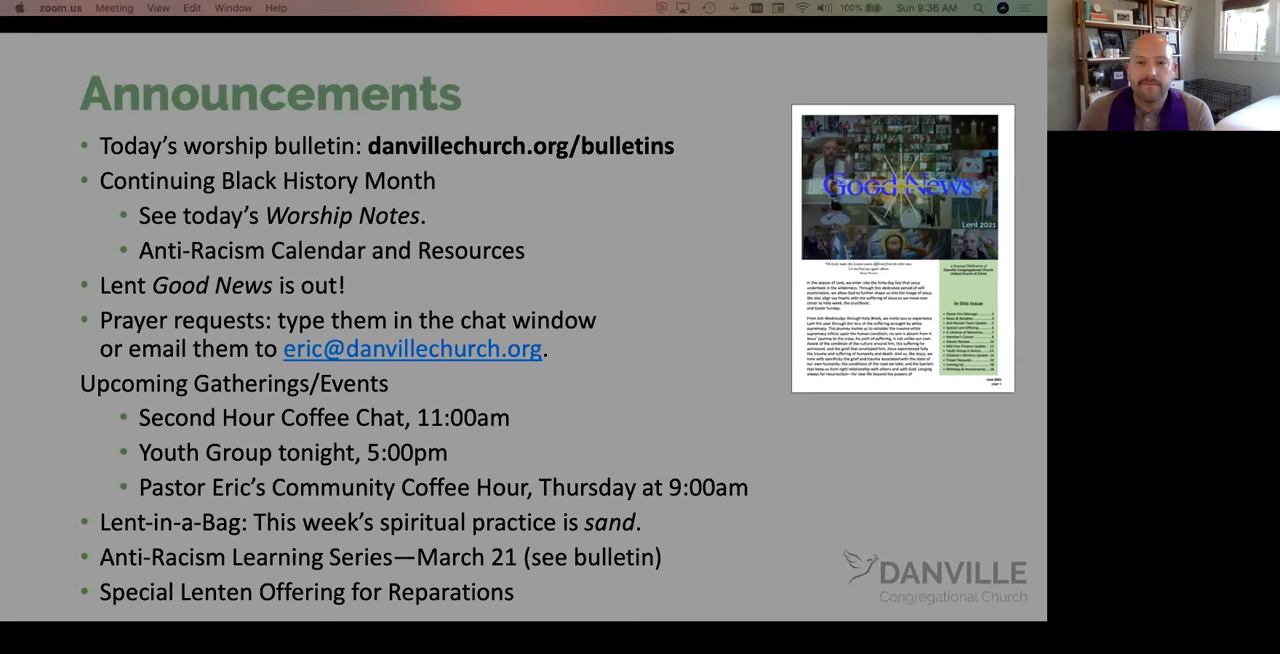 zoom.us Meeting View Edit Window Help
100% Sun 9:36 AM
Announcements
• Today’s worship bulletin: danvillechurch.org/bulletins
• Continuing Black History Month
• See today’s Worship Notes.
• Anti-Racism Calendar and Resources
• Lent Good News is out!
• Prayer requests: type them in the chat window
or email them to eric@danvillechurch.org.
Upcoming Gatherings/Events
• Second Hour Coffee Chat, 11:00am
• Youth Group tonight, 5:00pm
• Pastor Eric’s Community Coffee Hour, Thursday at 9:00am
• Lent-in-a-Bag: This week’s spiritual practice is sand.
• Anti-Racism Learning Series—March 21 (see bulletin)
• Special Lenten Offering for Reparations
Good News
Lent 2021
In this Issue
DANVILLE
Congregational Church